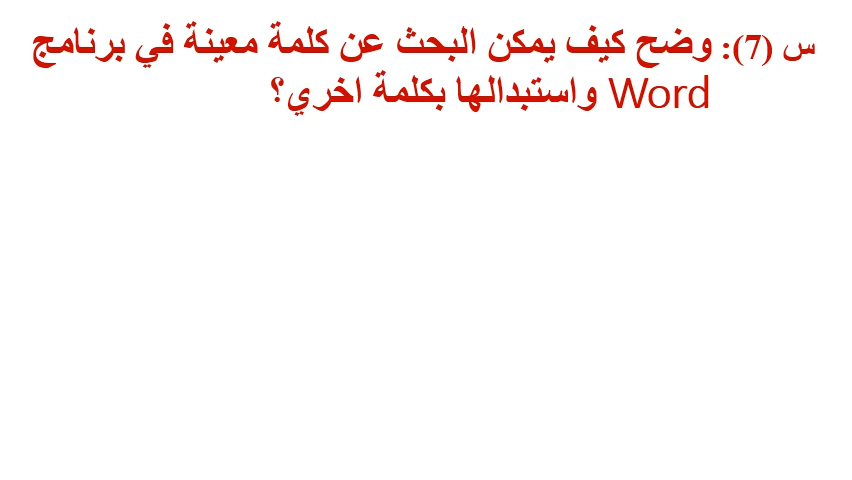 س (7): وضح كيف يمكن البحث عن كلمة معينة في برنامج
Word واستبدالها بكلمة اخري؟